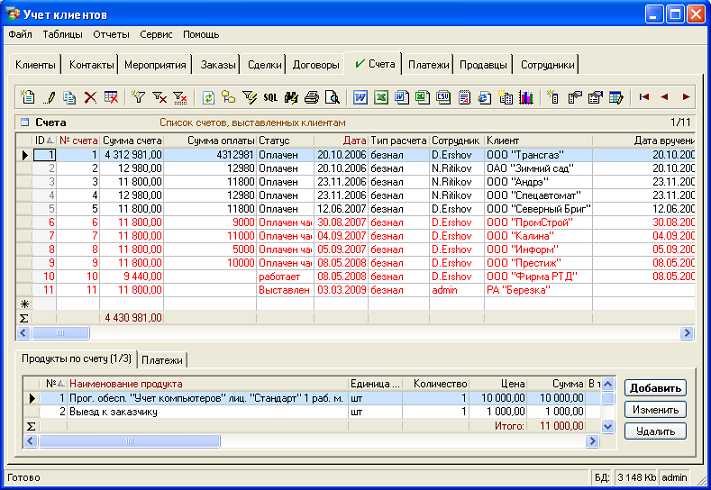 Учет клиентов
Файл Таблицы Отчеты Сервис Помощь
Клиенты Контакты Мероприятия Заказы Сделки Договоры Счета Платежи Продавцы Сотрудники
SQL
Счета Список счетов, выставленных клиентам 1/11
ID № счета Сумма счета Сумма оплаты Статус Дата Тип расчета Сотрудник Клиент Дата вручени
1 1 4 312 981,00 4312981 Оплачен 20.10.2006 безнал D.Ershov ООО "Трансгаз" 20.10.200
2 2 12 980,00 12980 Оплачен 20.10.2006 безнал N.Ritikov ОАО "Зимний сад" 20.10.200
3 3 11 800,00 11800 Оплачен 23.11.2006 безнал N.Ritikov ООО "Андрэ" 23.11.200
4 4 12 980,00 12980 Оплачен 23.11.2006 безнал N.Ritikov ООО "Спецавтомат" 23.11.200
5 5 11 800,00 11800 Оплачен 12.06.2007 безнал D.Ershov ООО "Северный Бриг" 12.06.200
6 6 11 800,00 9000 Оплачен час 30.08.2007 безнал D.Ershov ООО "ПромСтрой" 30.08.200
7 7 11 800,00 11000 Оплачен час 04.09.2007 безнал D.Ershov ООО "Калина" 04.09.200
8 8 11 800,00 5000 Оплачен час 05.09.2007 безнал D.Ershov ООО "Информ" 05.09.200
9 9 11 800,00 10000 Оплачен час 08.05.2008 безнал D.Ershov ООО "Престиж" 08.05.200
10 10 9 440,00 работает 08.05.2008 безнал D.Ershov ООО "Фирма РТД" 08.05.200
11 11 11 800,00 Выставлен 03.03.2009 безнал admin РА "Березка"
Σ 4 430 981,00
Продукты по счету (1/3) Платежи
№ Наименование продукта Единица ... Количество Цена Сумма В т
1 Прог. обесп. "Учет компьютеров" лиц. "Стандарт" 1 раб. м. шт 1 10 000,00 10 000,00
2 Выезд к заказчику шт 1 1 000,00 1 000,00
Σ Итого: 11 000,00
Добавить
Изменить
Удалить
Готово БД: 3 148 Kb admin